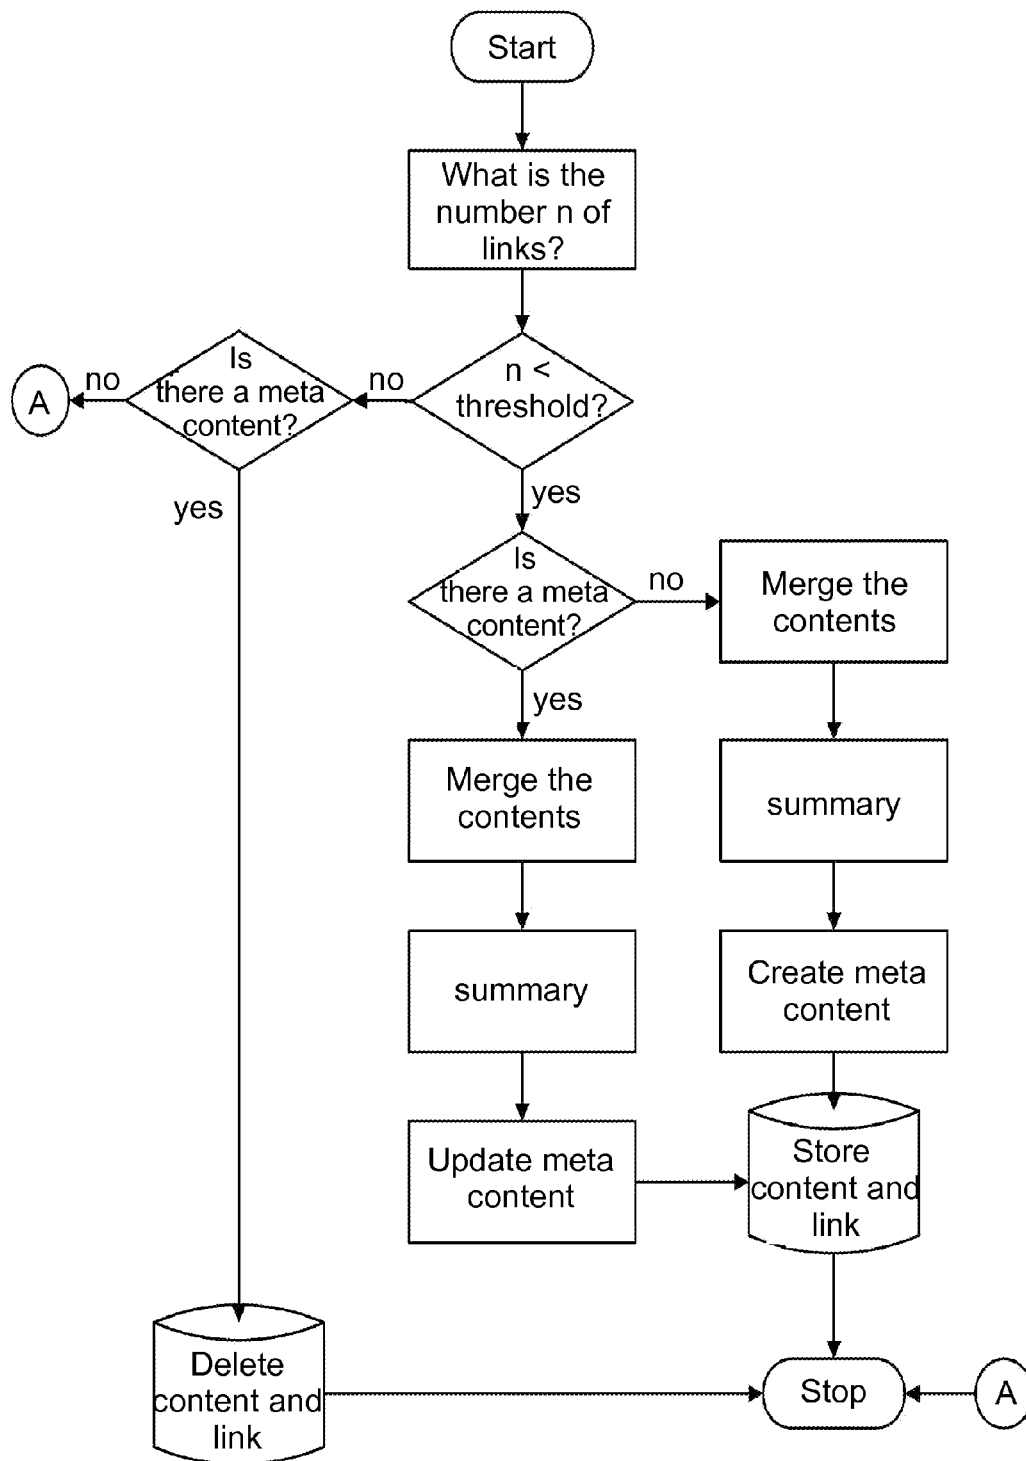 Start
What is the
number n of
links?
n <
threshold?
no
Is
there a meta
content?
no
A
yes
yes
Is
there a meta
content?
no
Merge the
contents
yes
Merge the
contents
summary
summary
Create meta
content
Update meta
content
Store
content and
link
Delete
content and
link
Stop
A